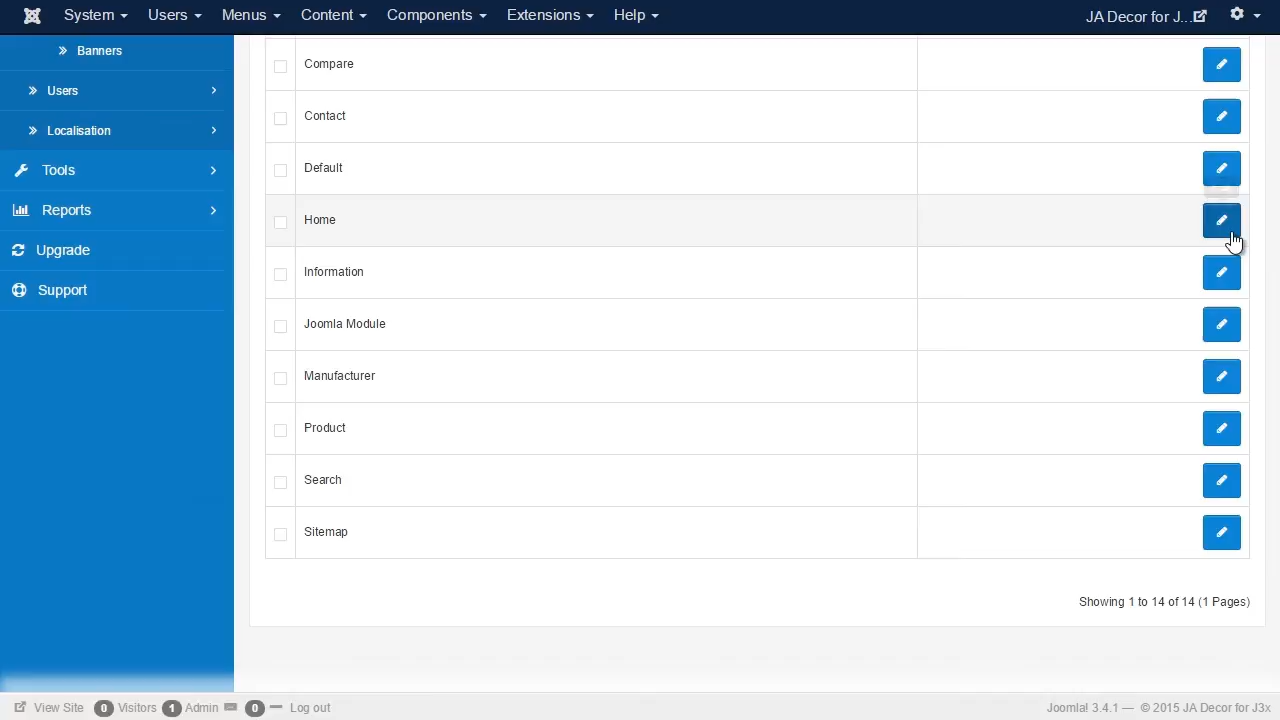 System Users Menus Content Components Extensions Help JA Decor for J...
Banners
Compare
Users
Contact
Localisation
Tools
Default
Reports
Home
Upgrade
Information
Support
Joomla Module
Manufacturer
Product
Search
Sitemap
Showing 1 to 14 of 14 (1 Pages)
View Site 0 Visitors 1 Admin 0 Log out Joomla! 3.4.1 — © 2015 JA Decor for J3x